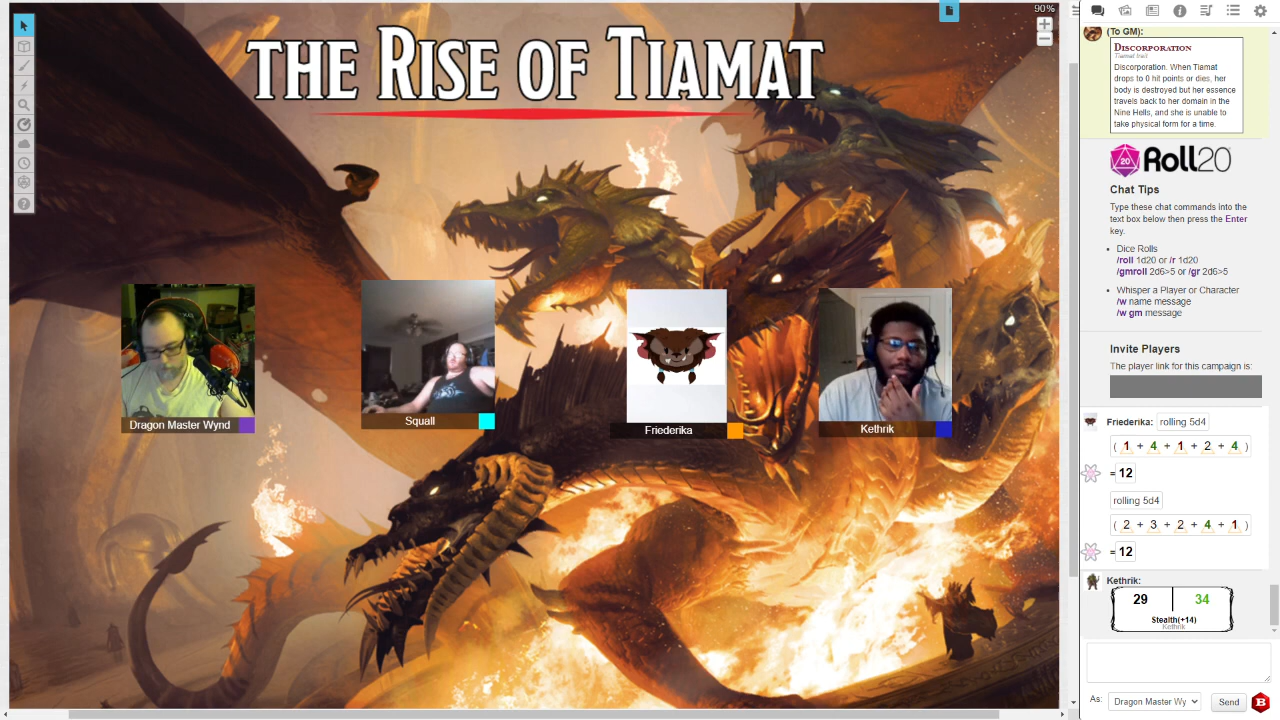 THE RISE OF TIAMAT
90%
Dragon Master Wynd
Squall
Friederika
Kethrik
(To GM):
DISCORPORATION
Discorporation. When Tiamat
drops to 0 hit points or dies, her
body is destroyed but her essence
travels back to her domain in the
Nine Hells, and she is unable to
take physical form for a time.
20
Roll20
Chat Tips
Type these chat commands into the
text box below then press the Enter
key.
Dice Rolls
/roll 1d20 or /r 1d20
/gmroll 2d6>5 or /gr 2d6>5
Whisper a Player or Character
/w name message
/w gm message
Invite Players
The player link for this campaign is:
Friederika: rolling 5d4
( 1 + 4 + 1 + 2 + 4 )
= 12
rolling 5d4
( 2 + 3 + 2 + 4 + 1 )
= 12
Kethrik:
29 34
Stealth(+14)
Kethrik
As: Dragon Master Wy Send
B